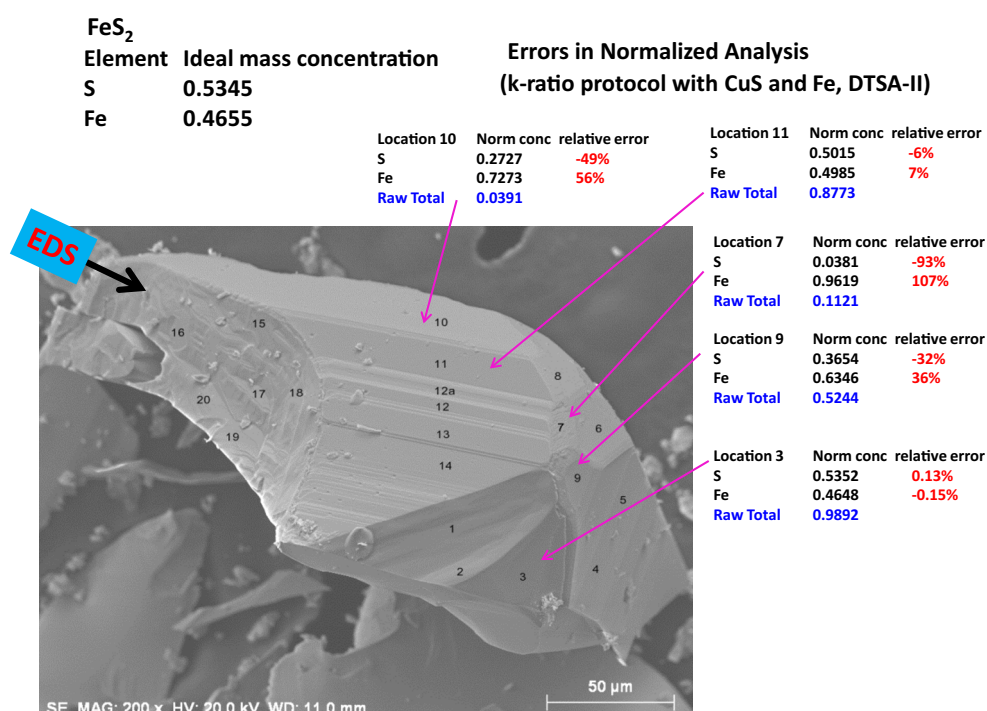 FeS₂
Element Ideal mass concentration
S 0.5345
Fe 0.4655
Errors in Normalized Analysis
(k-ratio protocol with CuS and Fe, DTSA-II)
Location 10 Norm conc relative error
S 0.2727 -49%
Fe 0.7273 56%
Raw Total 0.0391
Location 11 Norm conc relative error
S 0.5015 -6%
Fe 0.4985 7%
Raw Total 0.8773
Location 7 Norm conc relative error
S 0.0381 -93%
Fe 0.9619 107%
Raw Total 0.1121
Location 9 Norm conc relative error
S 0.3654 -32%
Fe 0.6346 36%
Raw Total 0.5244
Location 3 Norm conc relative error
S 0.5352 0.13%
Fe 0.4648 -0.15%
Raw Total 0.9892
EDS
10
15
16
11
8
12a
17
18
20
12
7
6
13
19
14
9
5
1
2
3
4
50 µm
SE MAG: 200 x HV: 20.0 kV WD: 11.0 mm